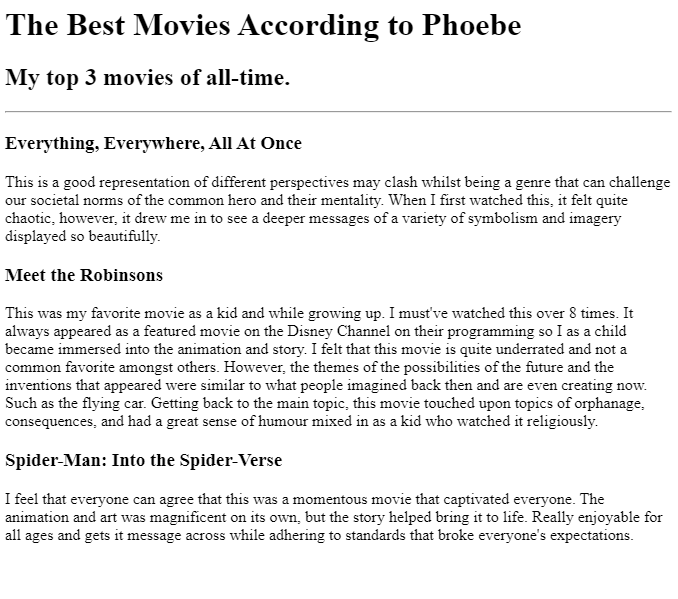 The Best Movies According to Phoebe
My top 3 movies of all-time.
Everything, Everywhere, All At Once
This is a good representation of different perspectives may clash whilst being a genre that can challenge
our societal norms of the common hero and their mentality. When I first watched this, it felt quite
chaotic, however, it drew me in to see a deeper messages of a variety of symbolism and imagery
displayed so beautifully.
Meet the Robinsons
This was my favorite movie as a kid and while growing up. I must've watched this over 8 times. It
always appeared as a featured movie on the Disney Channel on their programming so I as a child
became immersed into the animation and story. I felt that this movie is quite underrated and not a
common favorite amongst others. However, the themes of the possibilities of the future and the
inventions that appeared were similar to what people imagined back then and are even creating now.
Such as the flying car. Getting back to the main topic, this movie touched upon topics of orphanage,
consequences, and had a great sense of humour mixed in as a kid who watched it religiously.
Spider-Man: Into the Spider-Verse
I feel that everyone can agree that this was a momentous movie that captivated everyone. The
animation and art was magnificent on its own, but the story helped bring it to life. Really enjoyable for
all ages and gets it message across while adhering to standards that broke everyone's expectations.